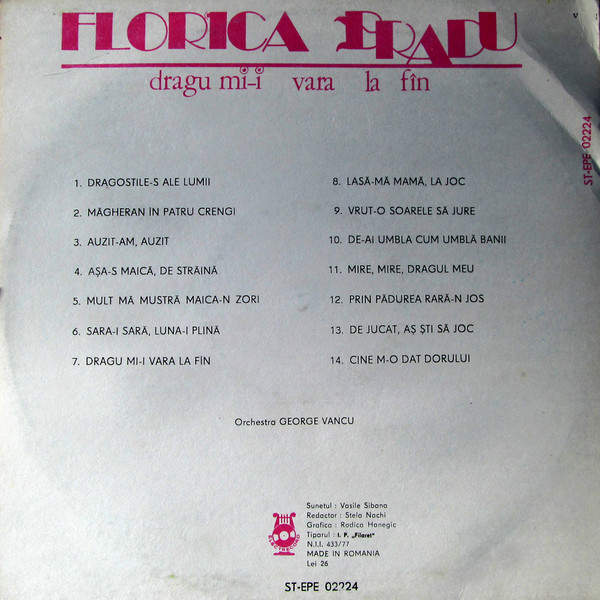 FLORICA BRADU
dragu mi-i vara la fîn
ST-EPE 02224
1. DRAGOSTILE-S ALE LUMII
2. MĂGHERAN IN PATRU CRENGI
3. AUZIT-AM, AUZIT
4. AȘA-S MAICĂ, DE STRĂINĂ
5. MULT MĂ MUSTRĂ MAICA-N ZORI
6. SARA-I SARĂ, LUNA-I PLINĂ
7. DRAGU MI-I VARA LA FÎN
8. LASĂ-MĂ MAMĂ, LA JOC
9. VRUT-O SOARELE SĂ JURE
10. DE-AI UMBLA CUM UMBLĂ BANII
11. MIRE, MIRE, DRAGUL MEU
12. PRIN PĂDUREA RARĂ-N JOS
13. DE JUCAT, AȘ ȘTI SĂ JOC
14. CINE M-O DAT DORULUI
Orchestra GEORGE VANCU
ELECTRECORD
Sunetul : Vasile Sibana
Redactor : Stela Nachi
Grafica : Rodica Hanegic
Tiparul : I. P. „Filaret"
N.I.I. 433/77
MADE IN ROMANIA
Lei 26
ST-EPE 02224